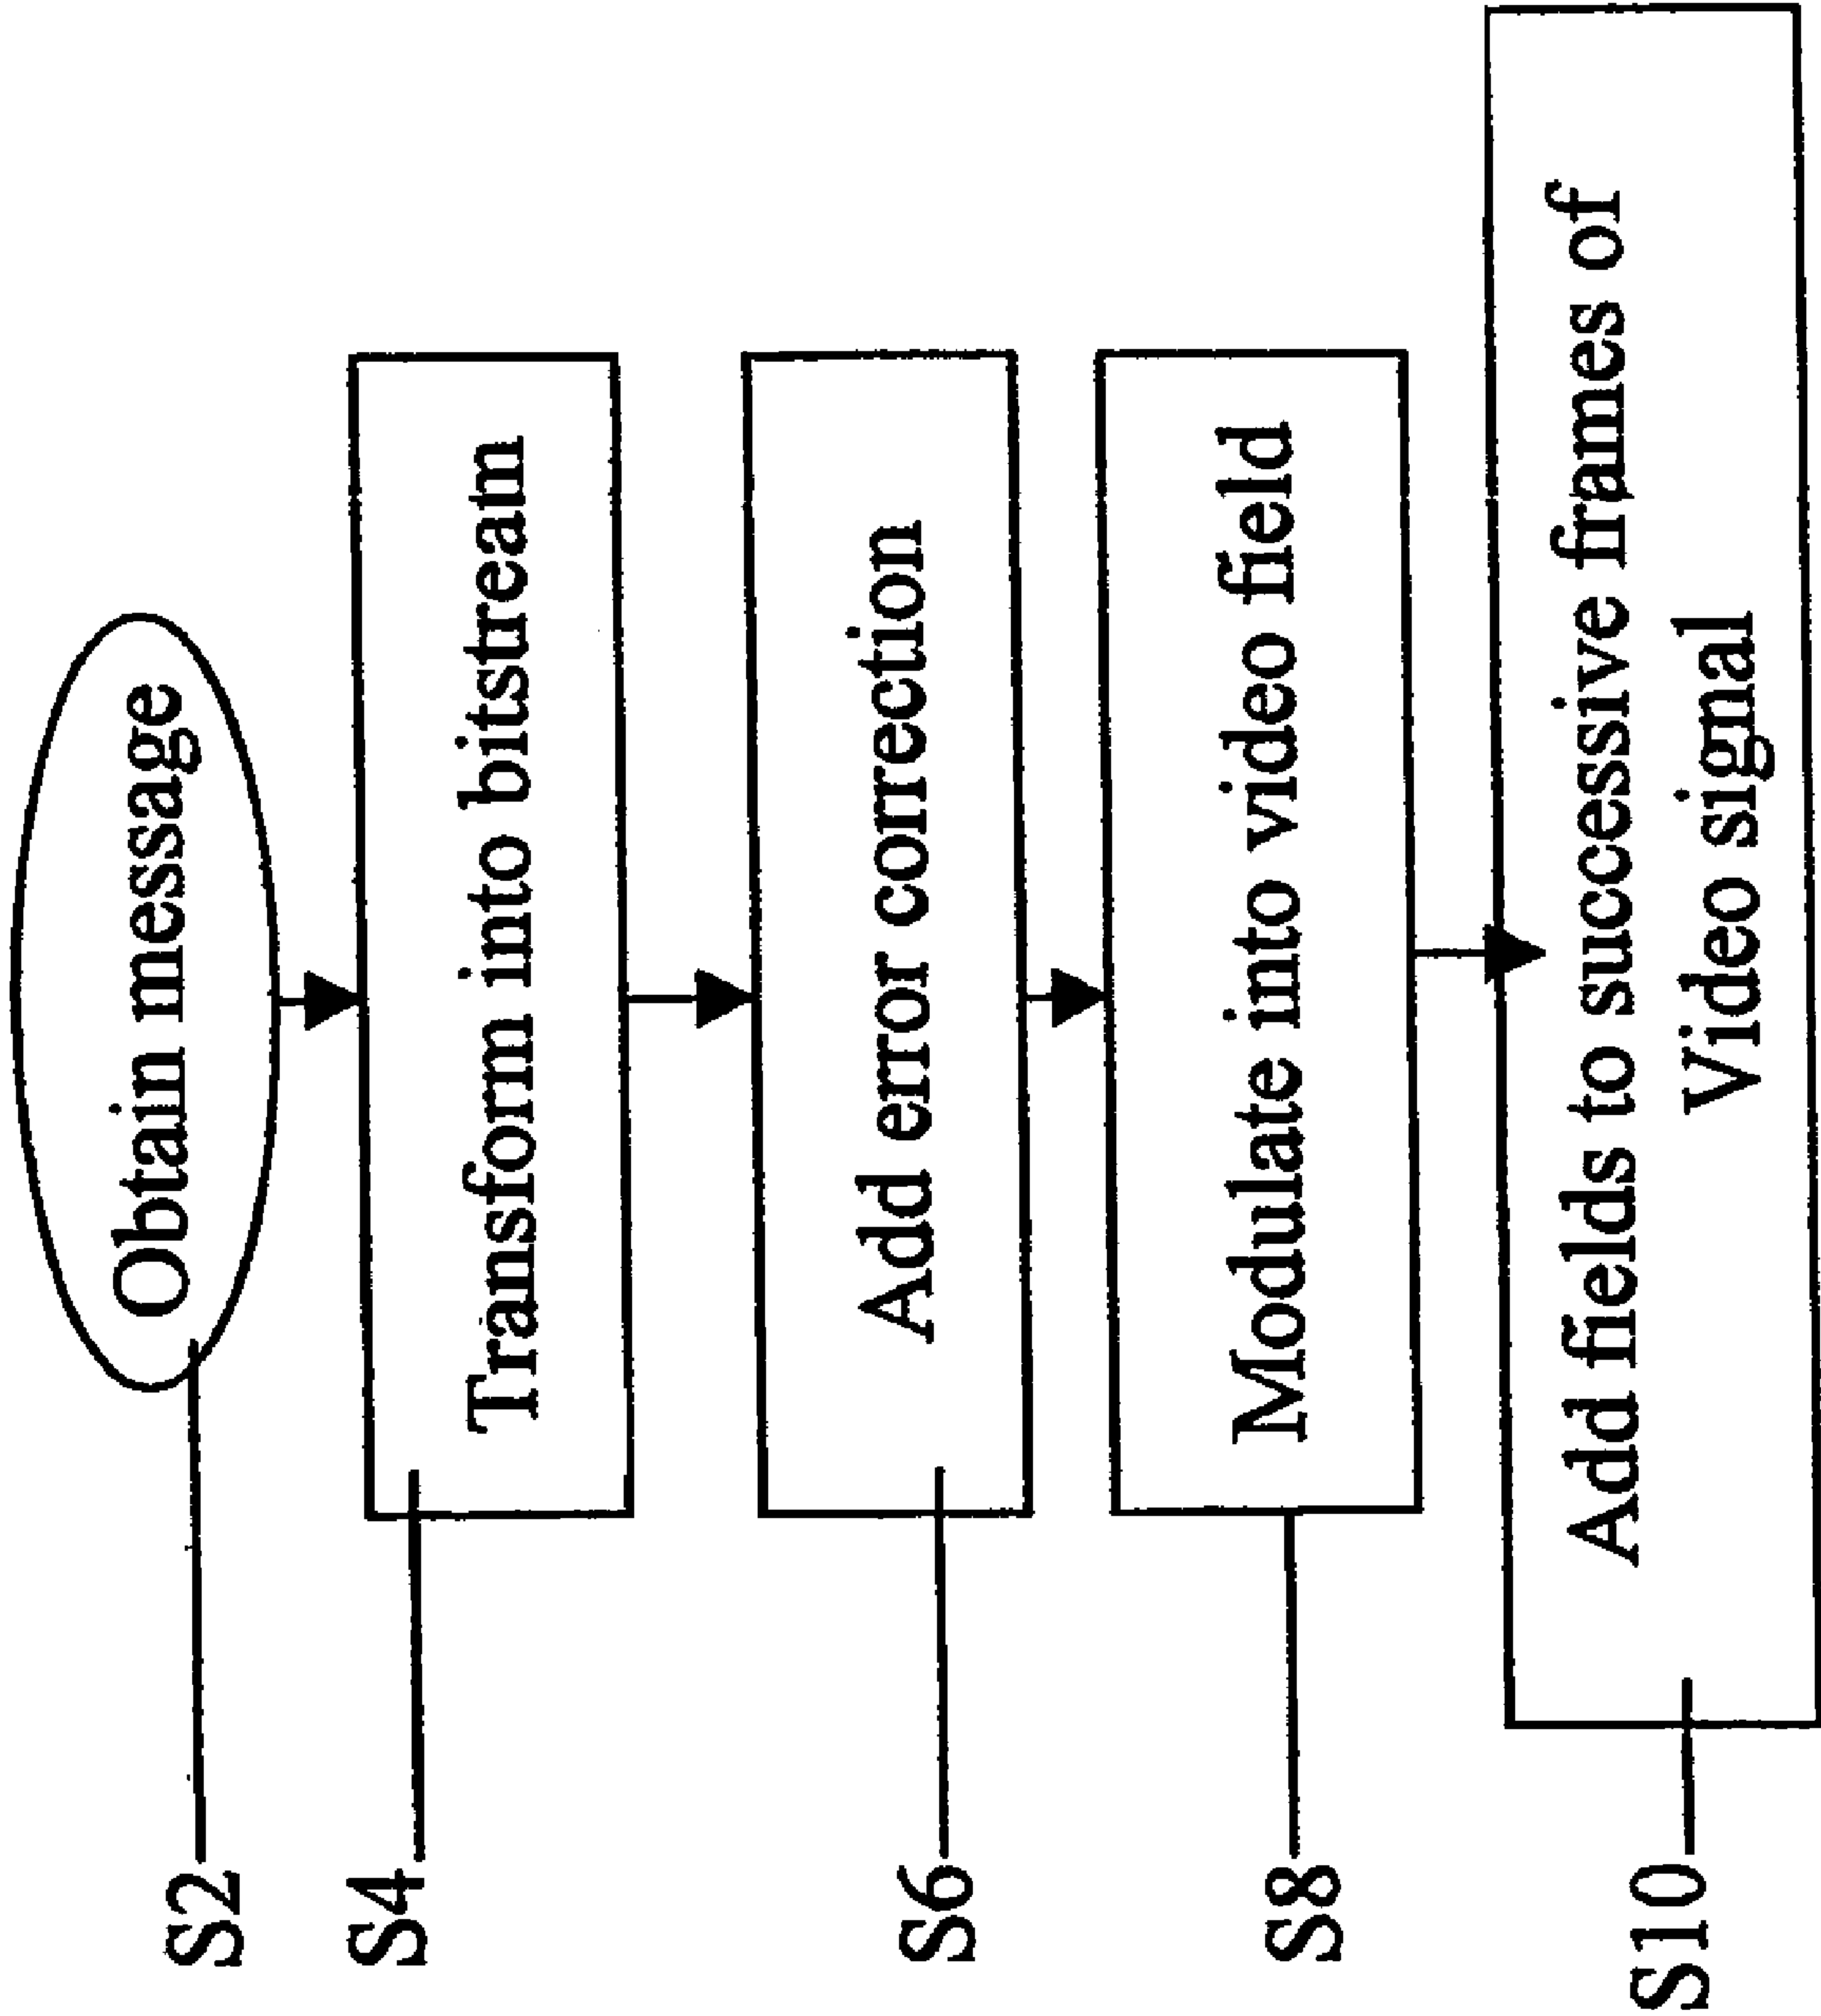 S2
Obtain message
S4
Transform into bitstream
S6
Add error correction
S8
Modulate into video field
S10
Add fields to successive frames of
video signal